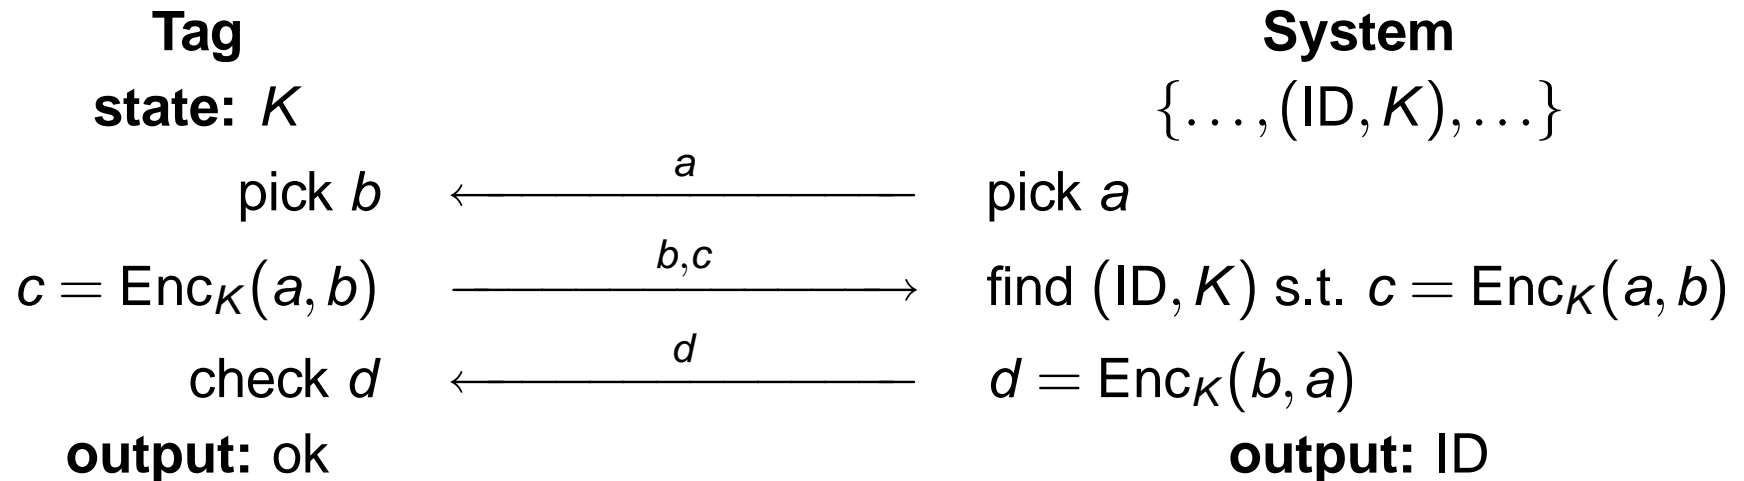 Tag System
state: K {...,(ID,K),...}
a
pick b ← pick a
b,c
c = Enc_K(a,b) → find (ID,K) s.t. c = Enc_K(a,b)
d
check d ← d = Enc_K(b,a)
output: ok output: ID